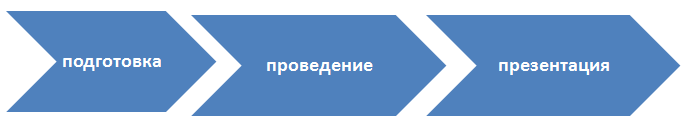 подготовка
проведение
презентация